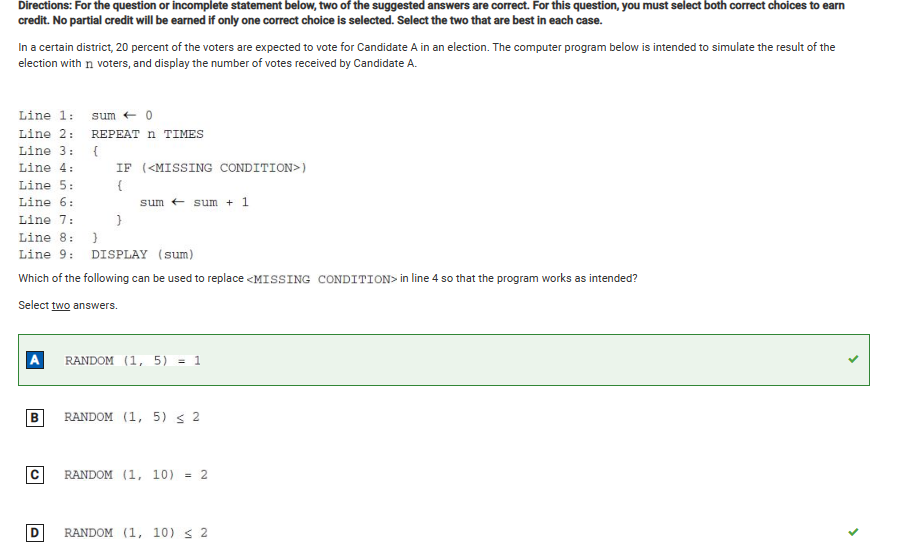 Directions: For the question or incomplete statement below, two of the suggested answers are correct. For this question, you must select both correct choices to earn
credit. No partial credit will be earned if only one correct choice is selected. Select the two that are best in each case.
In a certain district, 20 percent of the voters are expected to vote for Candidate A in an election. The computer program below is intended to simulate the result of the
election with n voters, and display the number of votes received by Candidate A.
Line 1: sum ← 0
Line 2: REPEAT n TIMES
Line 3: {
Line 4: IF (<MISSING CONDITION>)
Line 5: {
Line 6: sum ← sum + 1
Line 7: }
Line 8: }
Line 9: DISPLAY (sum)
Which of the following can be used to replace <MISSING CONDITION> in line 4 so that the program works as intended?
Select two answers.
A RANDOM (1, 5) = 1
B RANDOM (1, 5) ≤ 2
C RANDOM (1, 10) = 2
D RANDOM (1, 10) ≤ 2